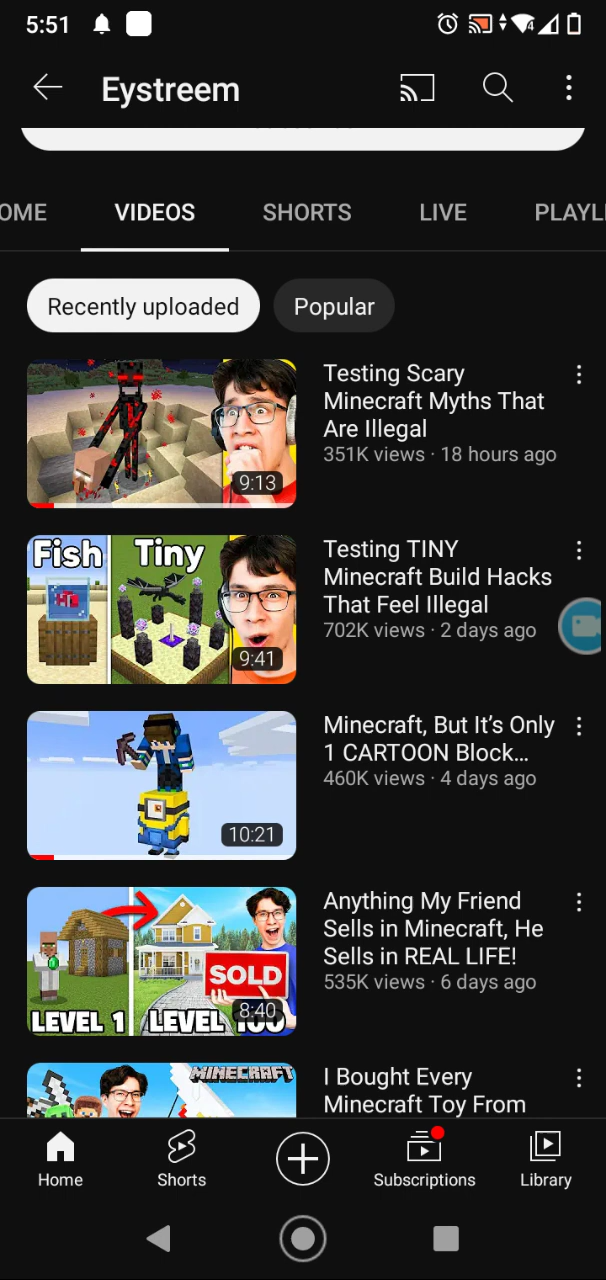 5:51
Eystreem
OME VIDEOS SHORTS LIVE PLAYLI
Recently uploaded Popular
9:13
Testing Scary
Minecraft Myths That
Are Illegal
351K views · 18 hours ago
Fish Tiny
9:41
Testing TINY
Minecraft Build Hacks
That Feel Illegal
702K views · 2 days ago
10:21
Minecraft, But It’s Only
1 CARTOON Block...
460K views · 4 days ago
SOLD
LEVEL 1 LEVEL 100
8:40
Anything My Friend
Sells in Minecraft, He
Sells in REAL LIFE!
535K views · 6 days ago
MINECRAFT
I Bought Every
Minecraft Toy From
Home Shorts Subscriptions Library